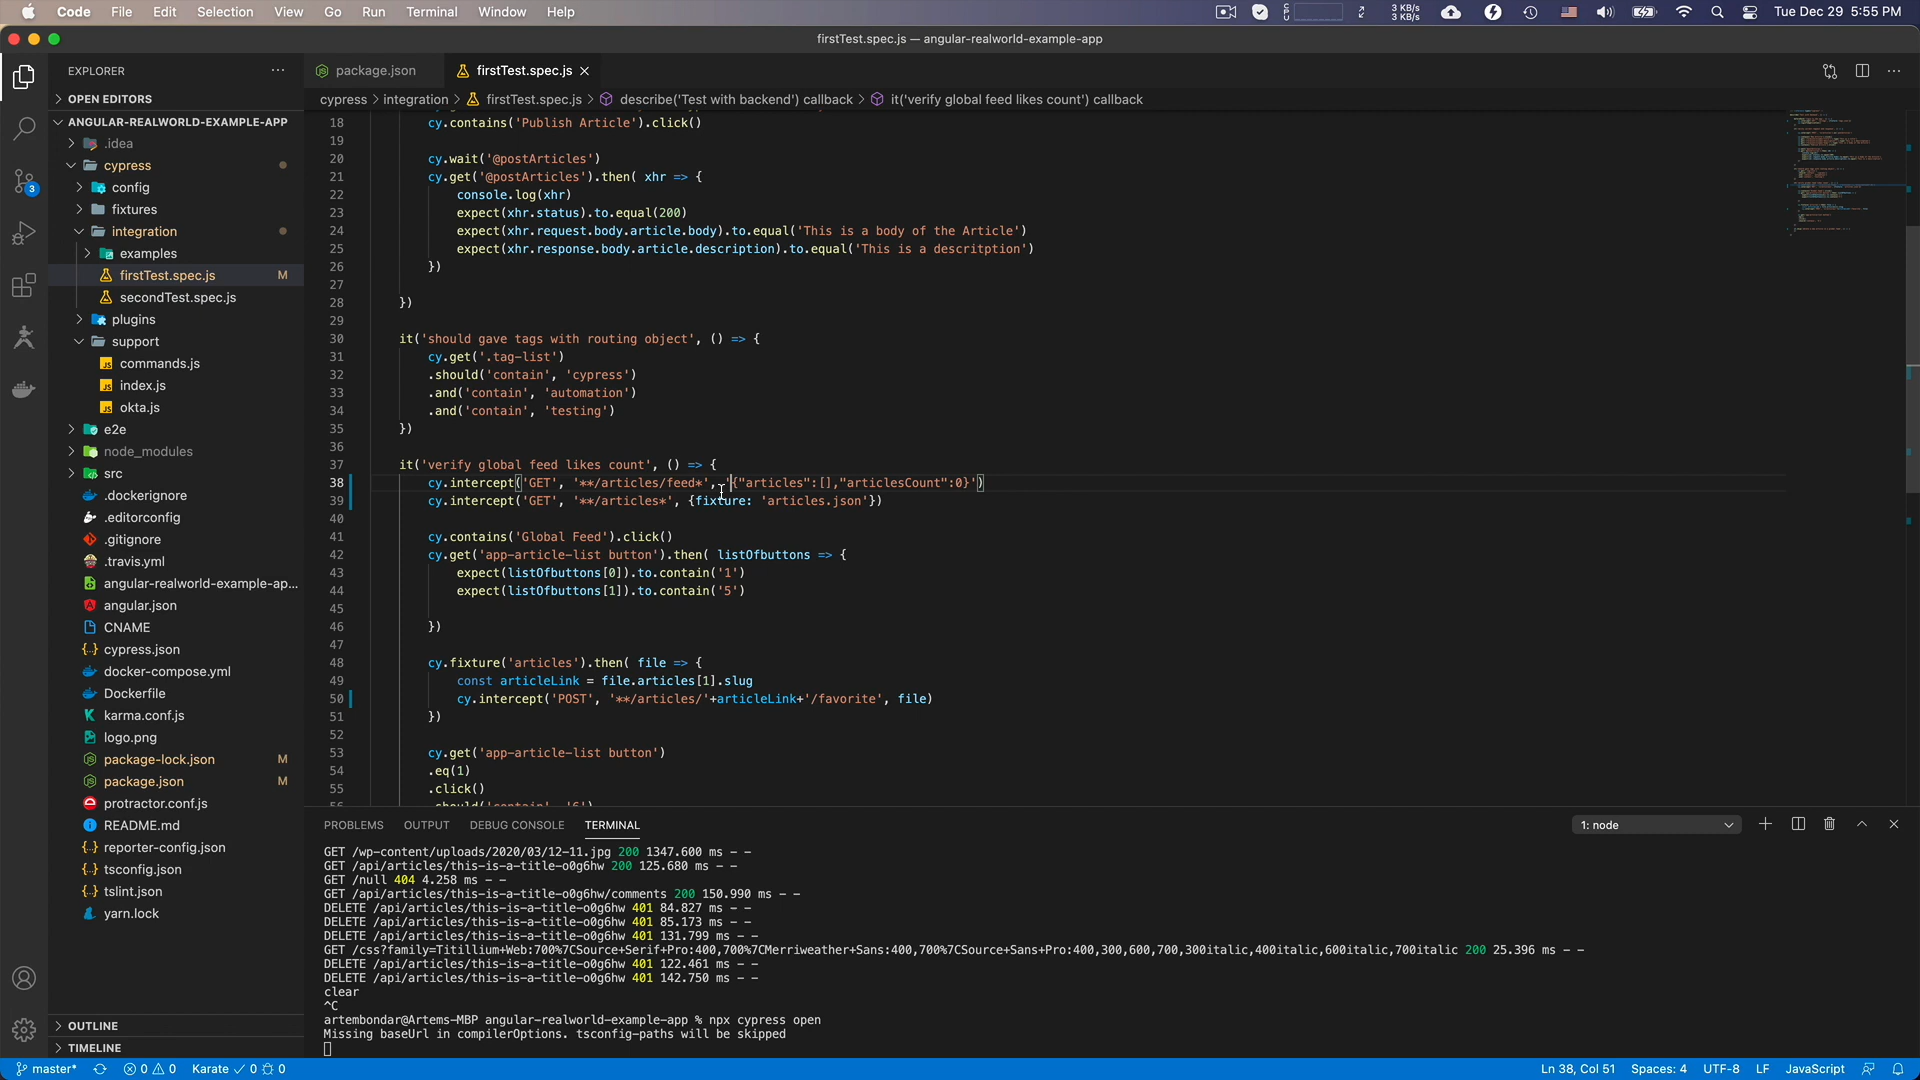 Code File Edit Selection View Go Run Terminal Window Help
3 KB/s
3 KB/s
Tue Dec 29 5:55 PM
firstTest.spec.js — angular-realworld-example-app
EXPLORER
package.json
firstTest.spec.js
OPEN EDITORS
cypress > integration > firstTest.spec.js > describe('Test with backend') callback > it('verify global feed likes count') callback
ANGULAR-REALWORLD-EXAMPLE-APP
.idea
cypress
config
fixtures
integration
examples
firstTest.spec.js M
secondTest.spec.js
plugins
support
commands.js
index.js
okta.js
e2e
node_modules
src
.dockerignore
.editorconfig
.gitignore
.travis.yml
angular-realworld-example-ap...
angular.json
CNAME
cypress.json
docker-compose.yml
Dockerfile
karma.conf.js
logo.png
package-lock.json M
package.json M
protractor.conf.js
README.md
reporter-config.json
tsconfig.json
tslint.json
yarn.lock
OUTLINE
TIMELINE
3
18 cy.contains('Publish Article').click()
19
20 cy.wait('@postArticles')
21 cy.get('@postArticles').then( xhr => {
22 console.log(xhr)
23 expect(xhr.status).to.equal(200)
24 expect(xhr.request.body.article.body).to.equal('This is a body of the Article')
25 expect(xhr.response.body.article.description).to.equal('This is a descritption')
26 })
27
28 })
29
30 it('should gave tags with routing object', () => {
31 cy.get('.tag-list')
32 .should('contain', 'cypress')
33 .and('contain', 'automation')
34 .and('contain', 'testing')
35 })
36
37 it('verify global feed likes count', () => {
38 cy.intercept('GET', '**/articles/feed*', '{"articles":[],"articlesCount":0}')
39 cy.intercept('GET', '**/articles*', {fixture: 'articles.json'})
40
41 cy.contains('Global Feed').click()
42 cy.get('app-article-list button').then( listOfbuttons => {
43 expect(listOfbuttons[0]).to.contain('1')
44 expect(listOfbuttons[1]).to.contain('5')
45
46 })
47
48 cy.fixture('articles').then( file => {
49 const articleLink = file.articles[1].slug
50 cy.intercept('POST', '**/articles/'+articleLink+'/favorite', file)
51 })
52
53 cy.get('app-article-list button')
54 .eq(1)
55 .click()
56 .should('contain', '6')
PROBLEMS OUTPUT DEBUG CONSOLE TERMINAL
1: node
GET /wp-content/uploads/2020/03/12-11.jpg 200 1347.600 ms - -
GET /api/articles/this-is-a-title-o0g6hw 200 125.680 ms - -
GET /null 404 4.258 ms - -
GET /api/articles/this-is-a-title-o0g6hw/comments 200 150.990 ms - -
DELETE /api/articles/this-is-a-title-o0g6hw 401 84.827 ms - -
DELETE /api/articles/this-is-a-title-o0g6hw 401 85.173 ms - -
DELETE /api/articles/this-is-a-title-o0g6hw 401 131.799 ms - -
GET /css?family=Titillium+Web:700%7CSource+Serif+Pro:400,700%7CMerriweather+Sans:400,700%7CSource+Sans+Pro:400,300,600,700,300italic,400italic,600italic,700italic 200 25.396 ms - -
DELETE /api/articles/this-is-a-title-o0g6hw 401 122.461 ms - -
DELETE /api/articles/this-is-a-title-o0g6hw 401 142.750 ms - -
clear
^C
artembondar@Artems-MBP angular-realworld-example-app % npx cypress open
Missing baseUrl in compilerOptions. tsconfig-paths will be skipped
master* 0 0 Karate 0 0
Ln 38, Col 51 Spaces: 4 UTF-8 LF JavaScript